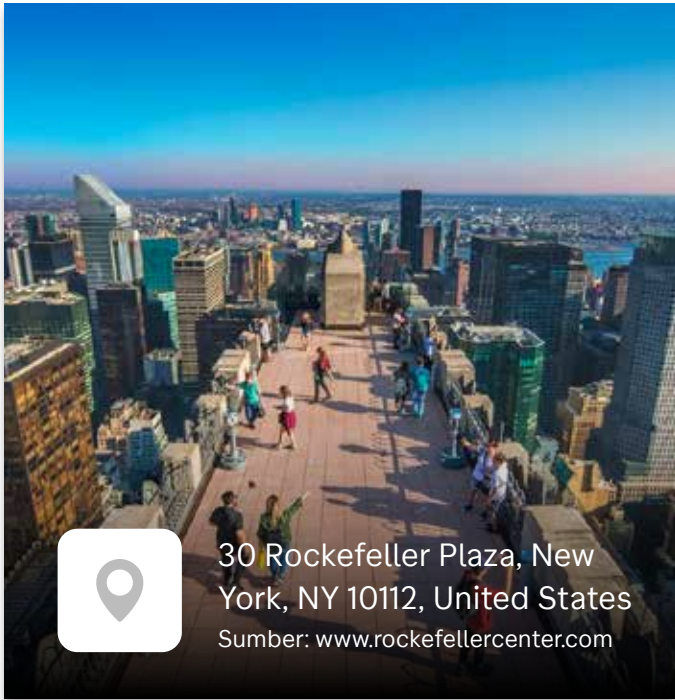 30 Rockefeller Plaza, New
York, NY 10112, United States
Sumber: www.rockefellercenter.com